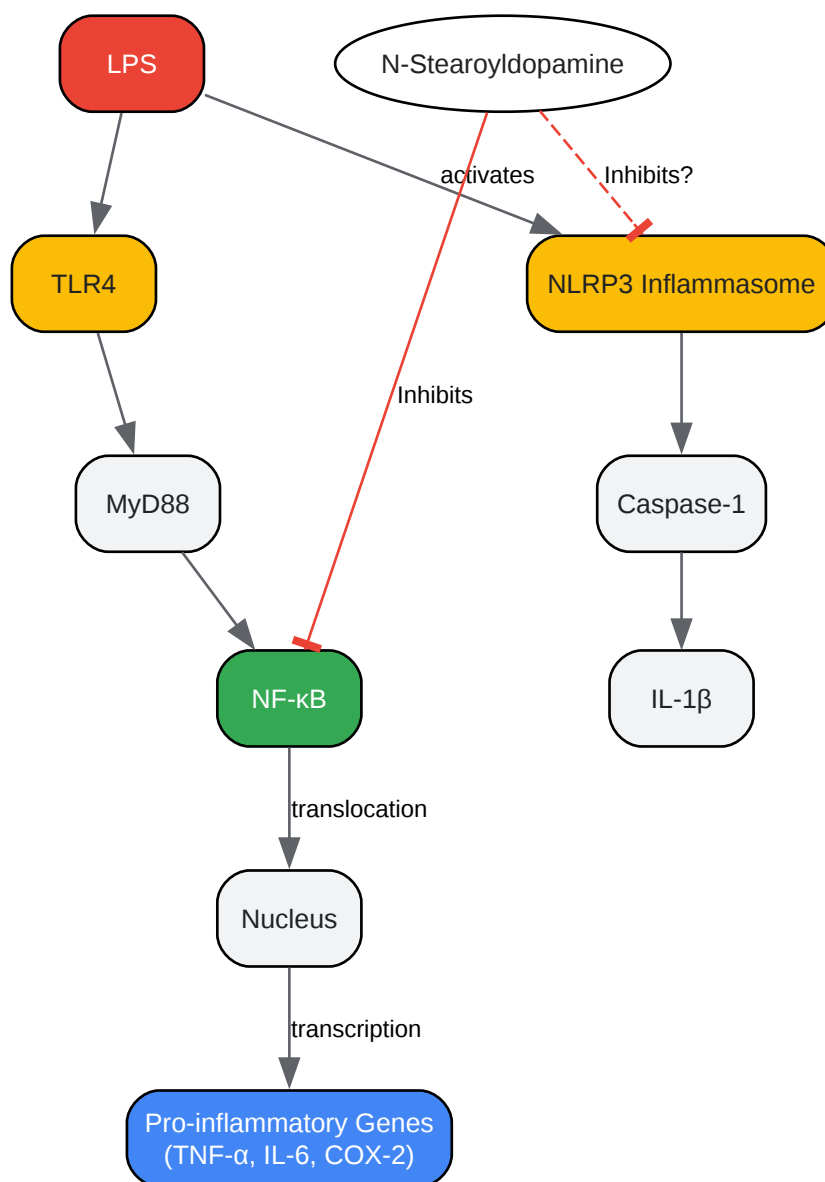 LPS
N-Stearoyldopamine
activates
Inhibits?
TLR4
NLRP3 Inflammasome
Inhibits
MyD88
Caspase-1
NF-κB
IL-1β
translocation
Nucleus
transcription
Pro-inflammatory Genes
(TNF-α, IL-6, COX-2)